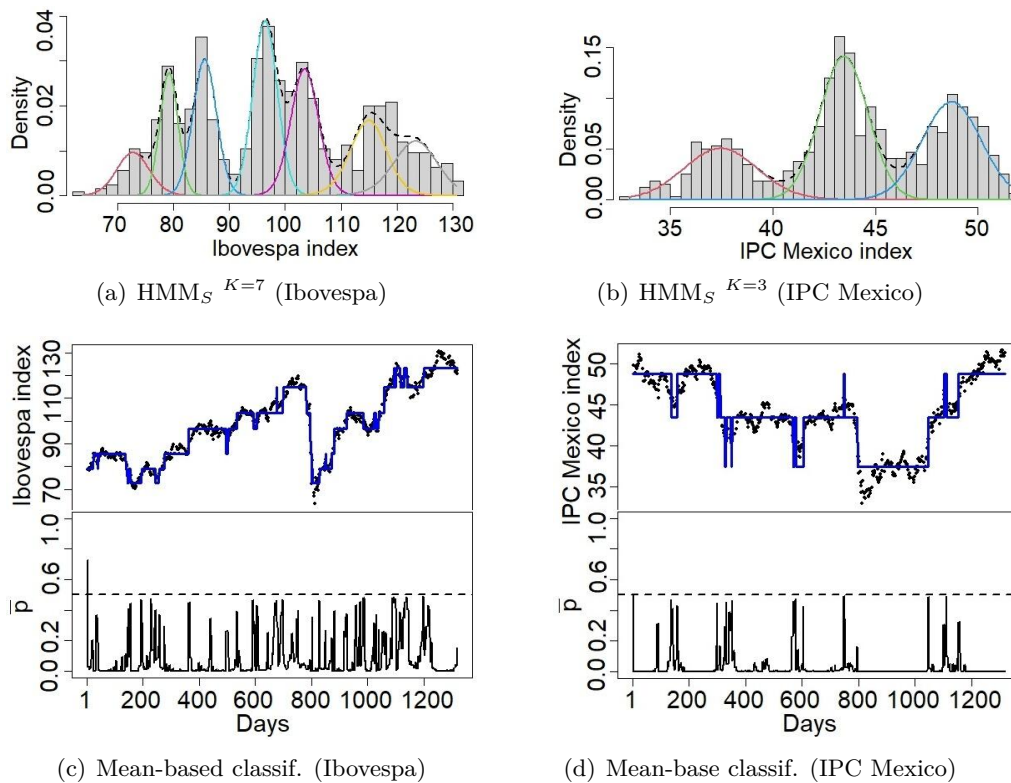 0.04
0.02
0.00
Density
70 80 90 100 110 120 130
Ibovespa index
(a) HMM_S ^{K=7} (Ibovespa)
0.15
0.05
0.00
Density
35 40 45 50
IPC Mexico index
(b) HMM_S ^{K=3} (IPC Mexico)
130
110
90
70
Ibovespa index
1.0
0.6
0.2
0.0
p̅
1 200 400 600 800 1000 1200
Days
(c) Mean-based classif. (Ibovespa)
50
45
40
35
IPC Mexico index
1.0
0.6
0.2
0.0
p̅
1 200 400 600 800 1000 1200
Days
(d) Mean-base classif. (IPC Mexico)